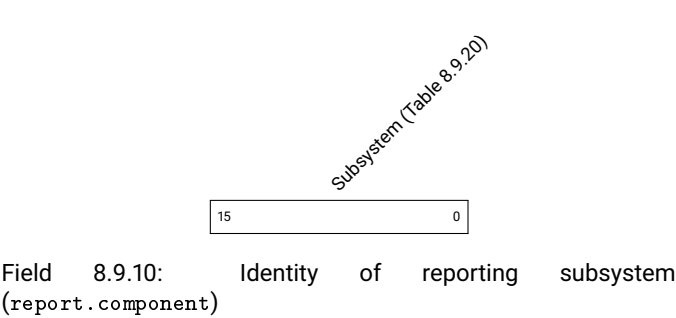 Subsystem (Table 8.9.20)
15 0
Field 8.9.10: Identity of reporting subsystem
(report.component)